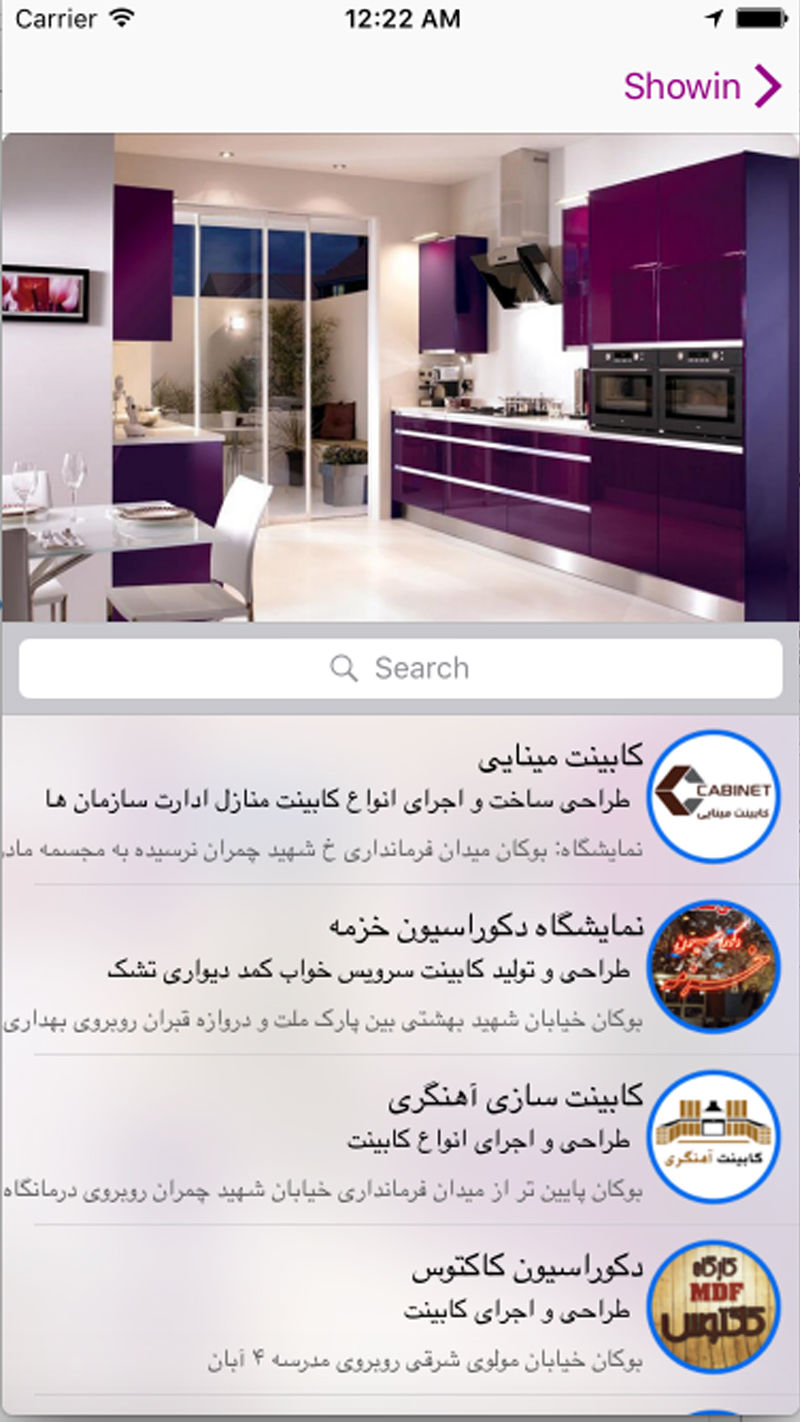 Carrier
12:22 AM
Showin
Search
کابینت مینایی
طراحی ساخت و اجرای انواع کابینت منازل ادارت سازمان ها
نمایشگاه: بوکان میدان فرمانداری خ شهید چمران نرسیده به مجسمه مادر
CABINET
کابینت مینایی
نمایشگاه دکوراسیون خزمه
طراحی و تولید کابینت سرویس خواب کمد دیواری تشک
بوکان خیابان شهید بهشتی بین پارک ملت و دروازه قبران روبروی بهداری
دکوراسیون
خزمه
کابینت سازی آهنگری
طراحی و اجرای انواع کابینت
بوکان پایین تر از میدان فرمانداری خیابان شهید چمران روبروی درمانگاه
کابینت آهنگری
دکوراسیون کاکتوس
طراحی و اجرای کابینت
بوکان خیابان مولوی شرقی روبروی مدرسه ۴ آبان
کارگاه
MDF
کاکتوس